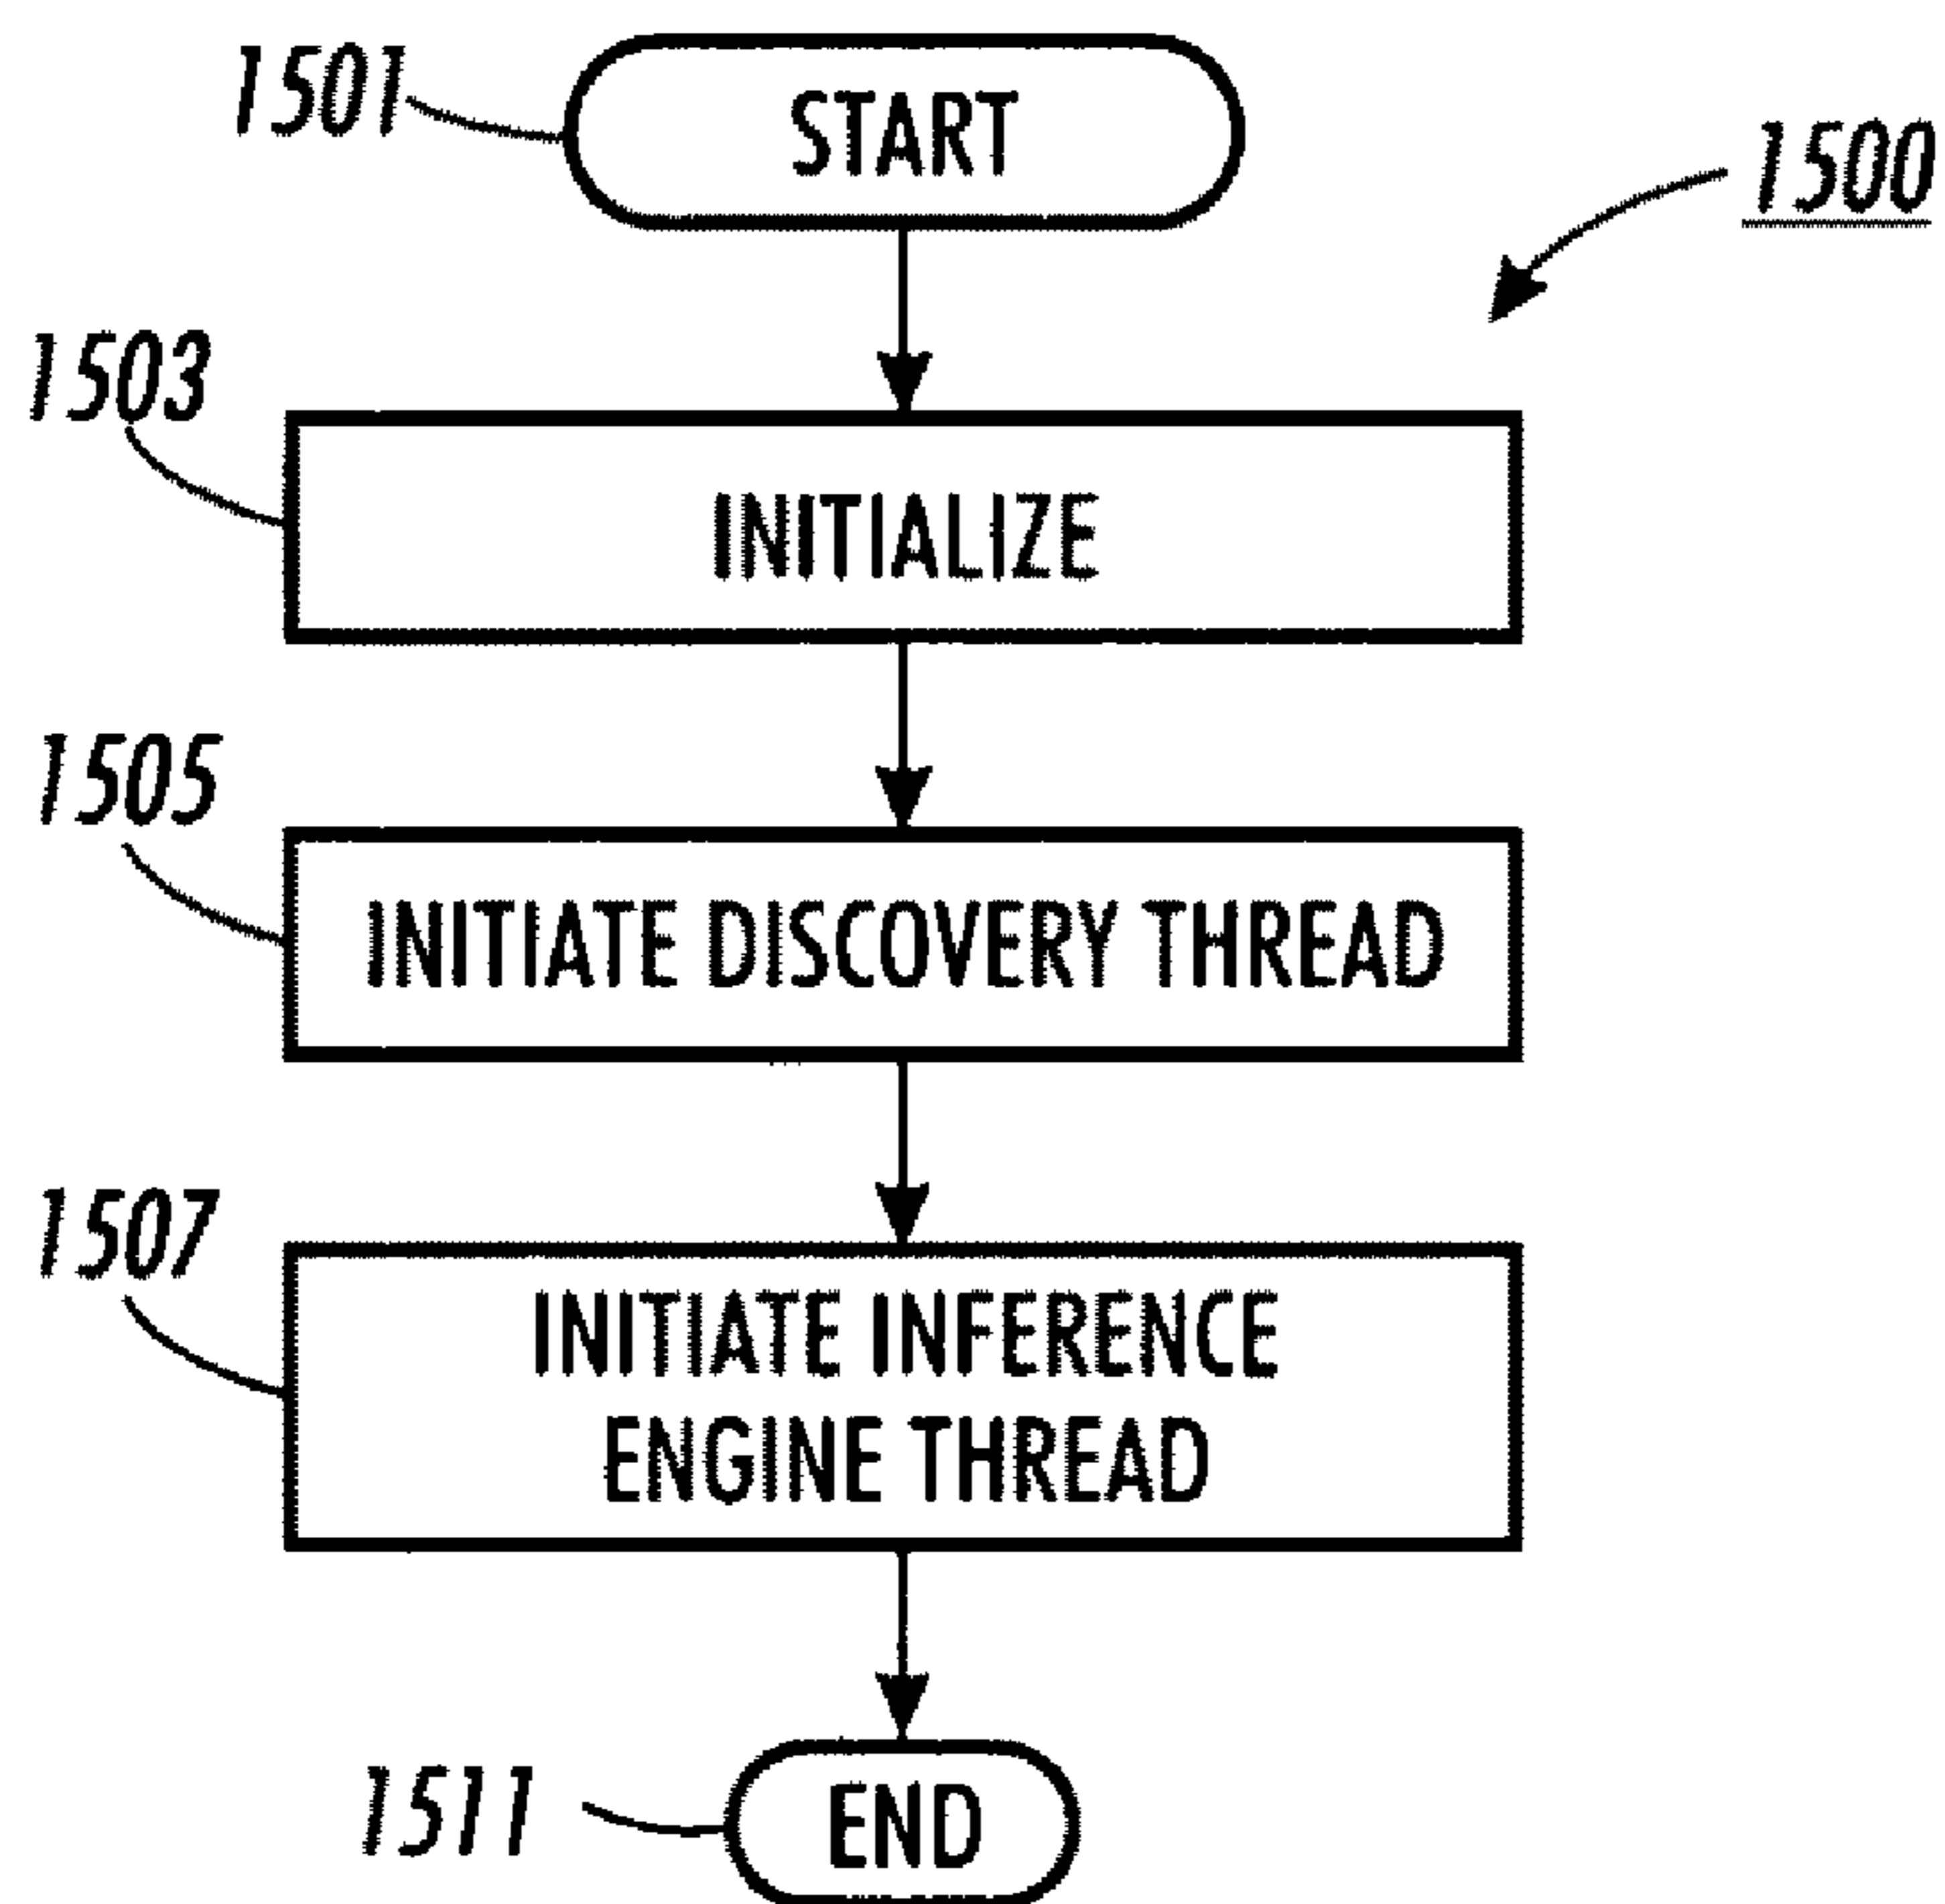 1501
START
1500
1503
INITIALIZE
1505
INITIATE DISCOVERY THREAD
1507
INITIATE INFERENCE
ENGINE THREAD
1511
END